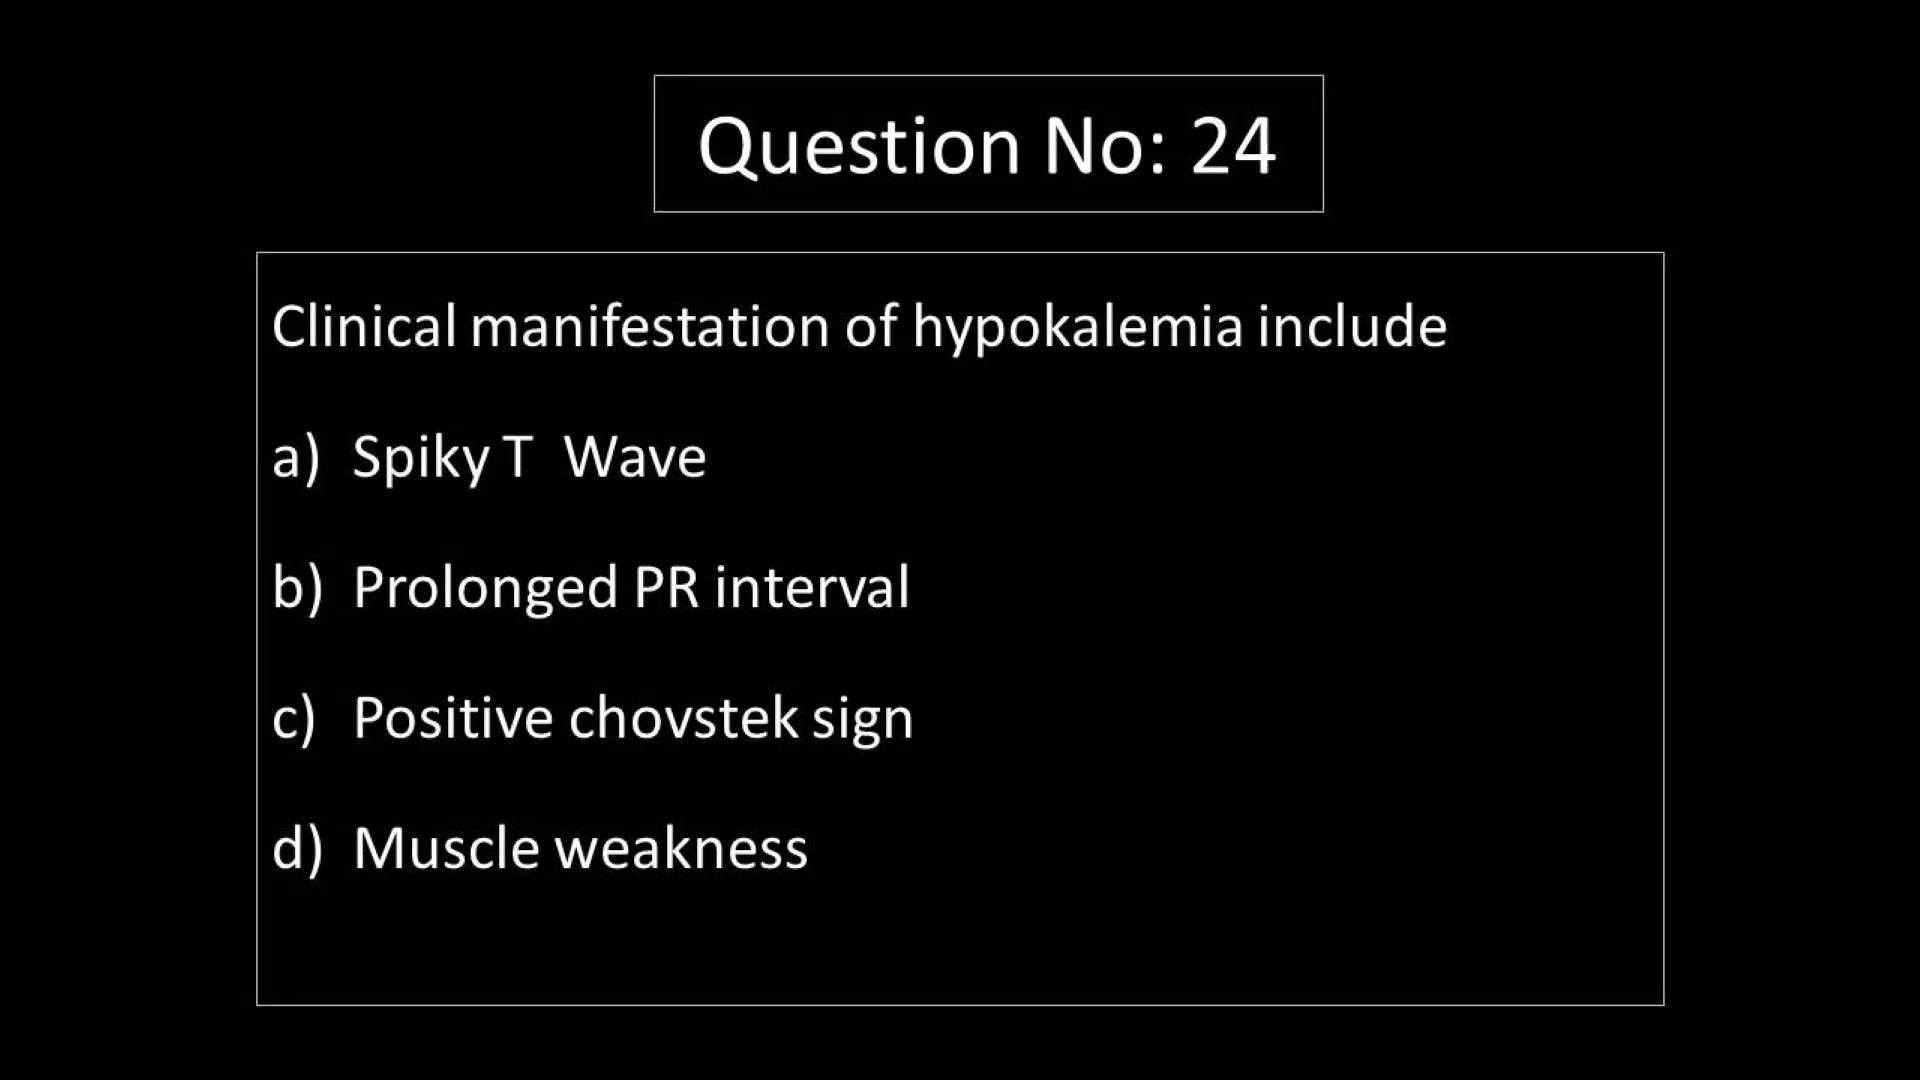 Question No: 24
Clinical manifestation of hypokalemia include
a) Spiky T Wave
b) Prolonged PR interval
c) Positive chovstek sign
d) Muscle weakness